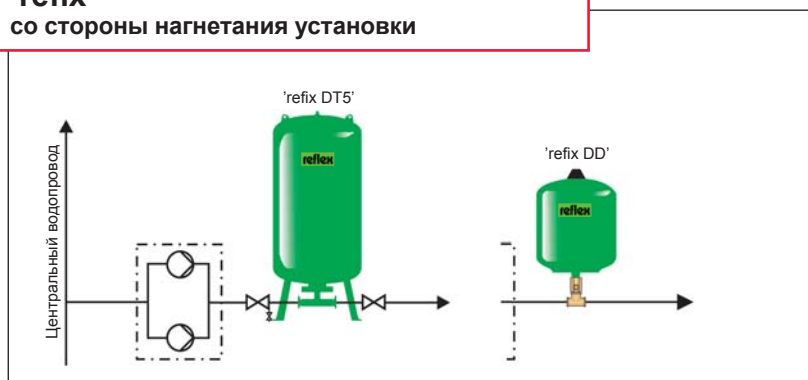 со стороны нагнетания установки
'refix DT5'
'refix DD'
reflex
reflex
Центральный водопровод